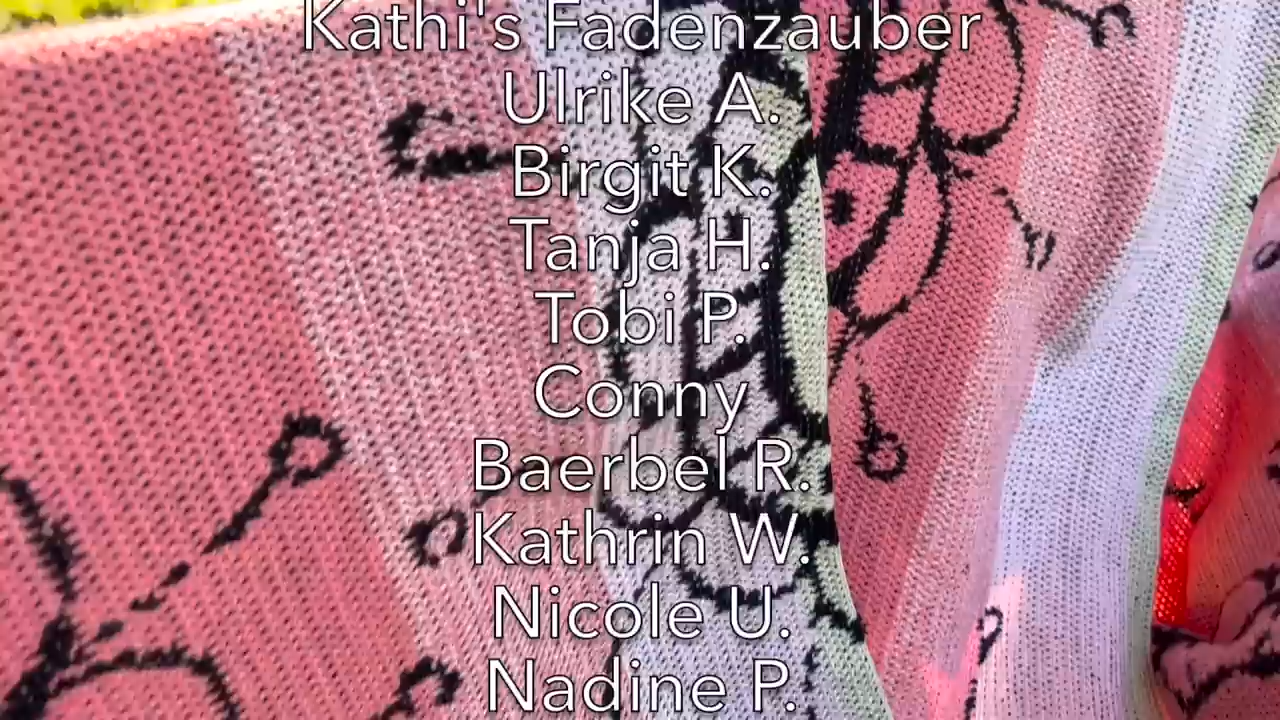 Kathi's Fadenzauber
Ulrike A.
Birgit K.
Tanja H.
Tobi P.
Conny
Baerbel R.
Kathrin W.
Nicole U.
Nadine P.